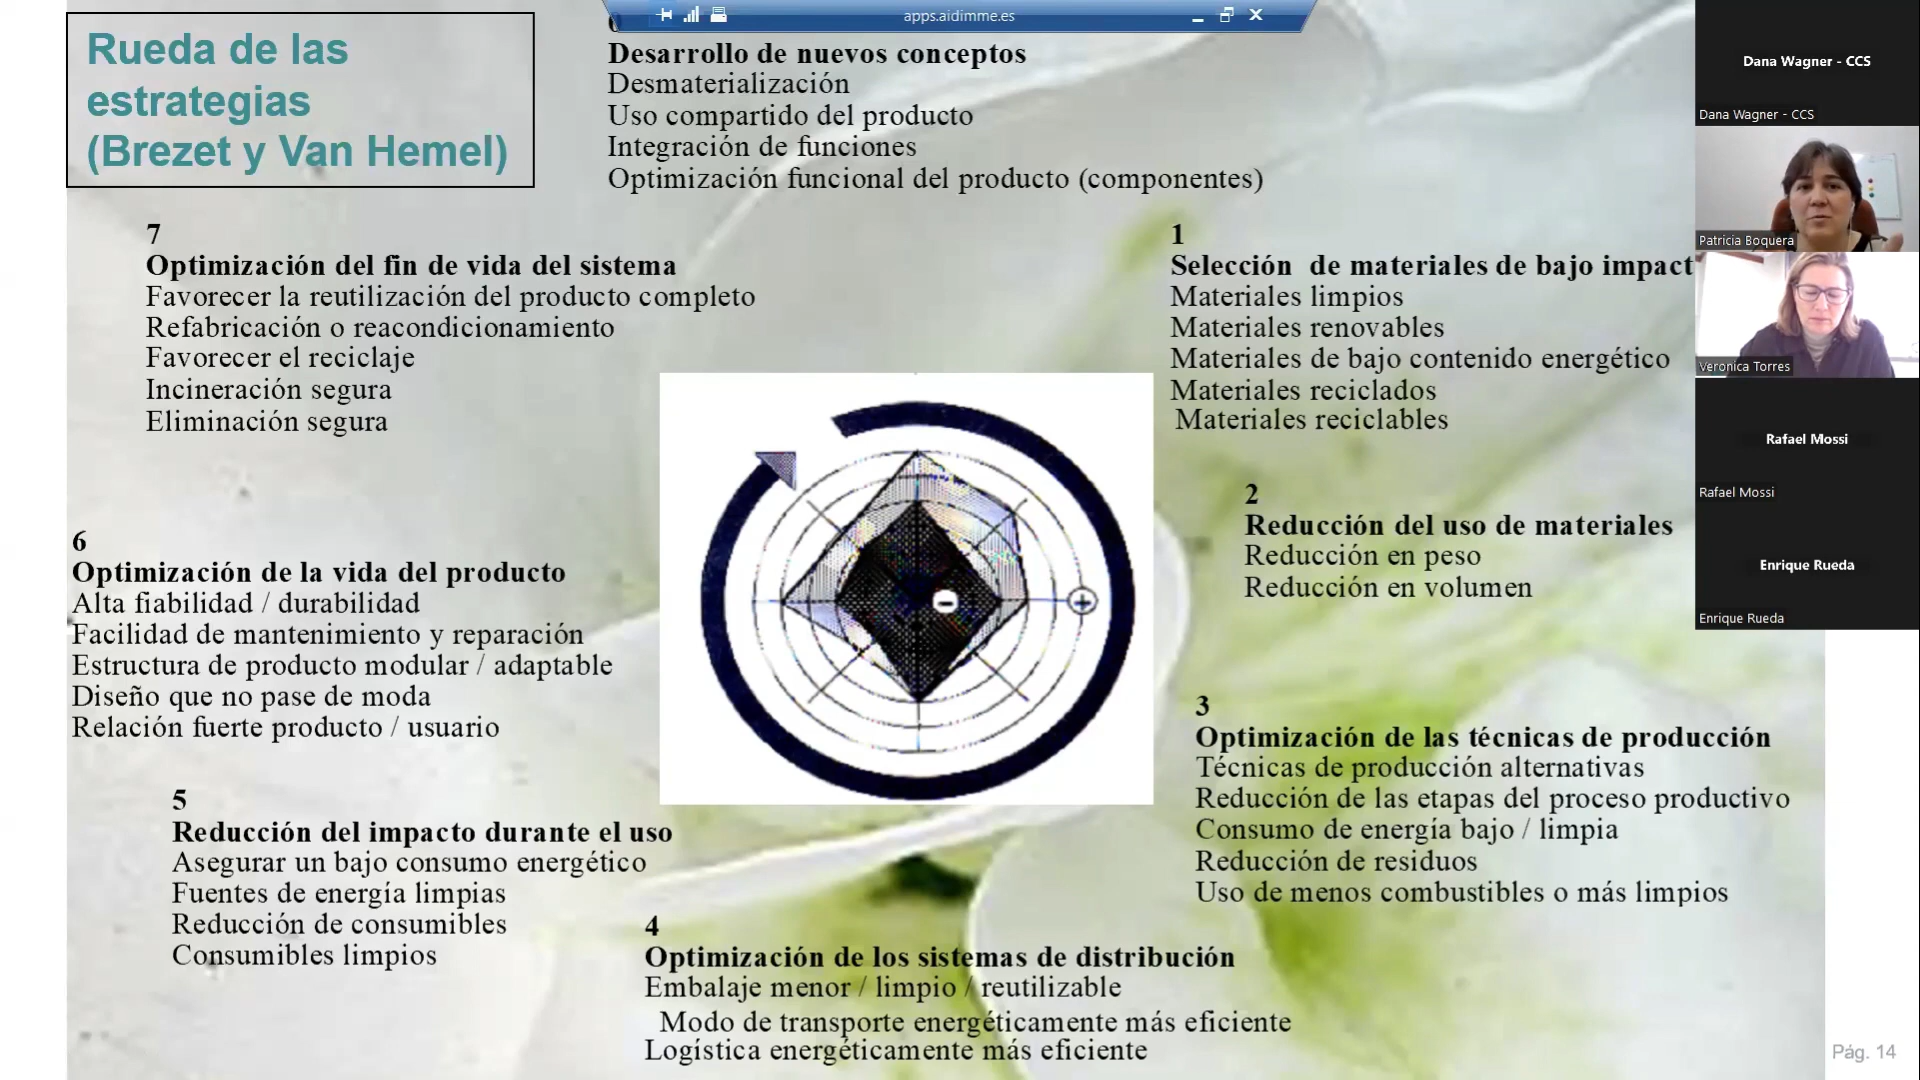 apps.aidimme.es
Rueda de las
estrategias
(Brezet y Van Hemel)
Desarrollo de nuevos conceptos
Desmaterialización
Uso compartido del producto
Integración de funciones
Optimización funcional del producto (componentes)
7
Optimización del fin de vida del sistema
Favorecer la reutilización del producto completo
Refabricación o reacondicionamiento
Favorecer el reciclaje
Incineración segura
Eliminación segura
1
Selección de materiales de bajo impact
Materiales limpios
Materiales renovables
Materiales de bajo contenido energético
Materiales reciclados
Materiales reciclables
2
Reducción del uso de materiales
Reducción en peso
Reducción en volumen
6
Optimización de la vida del producto
Alta fiabilidad / durabilidad
Facilidad de mantenimiento y reparación
Estructura de producto modular / adaptable
Diseño que no pase de moda
Relación fuerte producto / usuario
- +
3
Optimización de las técnicas de producción
Técnicas de producción alternativas
Reducción de las etapas del proceso productivo
Consumo de energía bajo / limpia
Reducción de residuos
Uso de menos combustibles o más limpios
5
Reducción del impacto durante el uso
Asegurar un bajo consumo energético
Fuentes de energía limpias
Reducción de consumibles
Consumibles limpios
4
Optimización de los sistemas de distribución
Embalaje menor / limpio / reutilizable
Modo de transporte energéticamente más eficiente
Logística energéticamente más eficiente
Pág. 14
Dana Wagner - CCS
Dana Wagner - CCS
Patricia Boquera
Veronica Torres
Rafael Mossi
Rafael Mossi
Enrique Rueda
Enrique Rueda